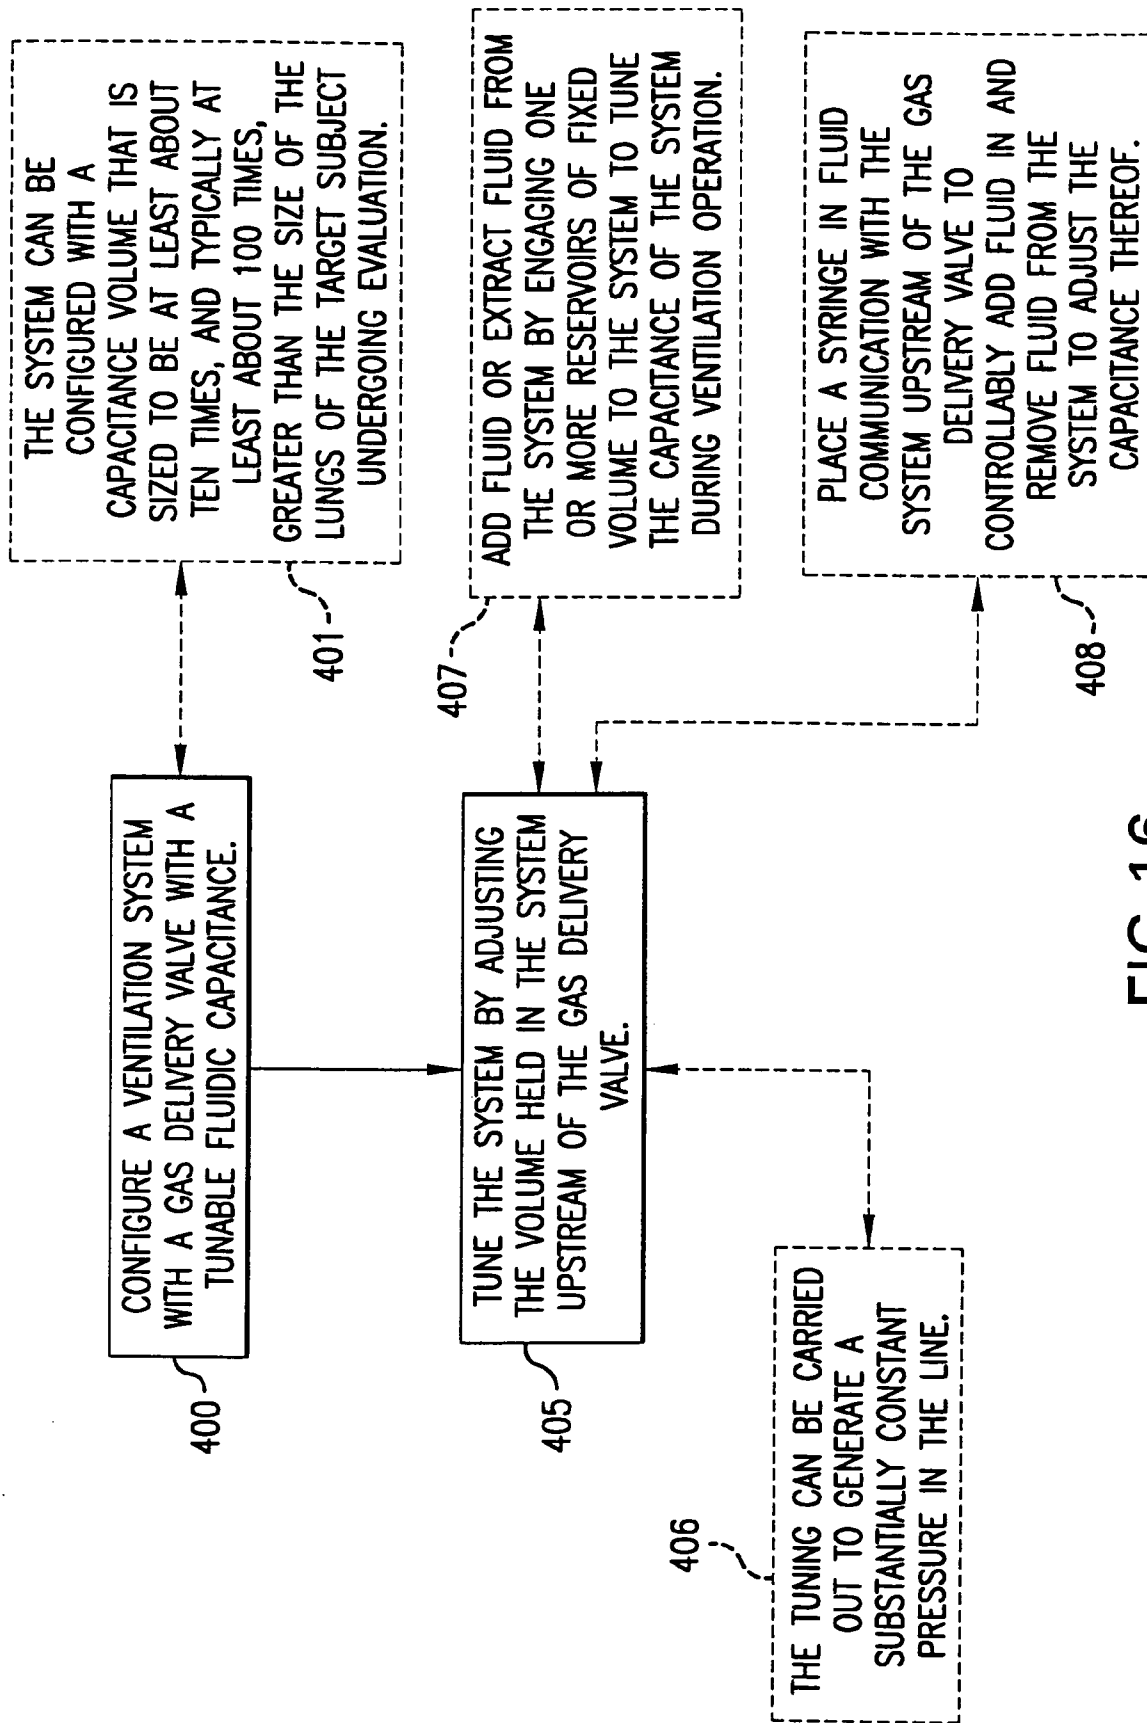 CONFIGURE A VENTILATION SYSTEM
WITH A GAS DELIVERY VALVE WITH A
TUNABLE FLUIDIC CAPACITANCE.
400
THE SYSTEM CAN BE
CONFIGURED WITH A
CAPACITANCE VOLUME THAT IS
SIZED TO BE AT LEAST ABOUT
TEN TIMES, AND TYPICALLY AT
LEAST ABOUT 100 TIMES,
GREATER THAN THE SIZE OF THE
LUNGS OF THE TARGET SUBJECT
UNDERGOING EVALUATION.
401
TUNE THE SYSTEM BY ADJUSTING
THE VOLUME HELD IN THE SYSTEM
UPSTREAM OF THE GAS DELIVERY
VALVE.
405
407
ADD FLUID OR EXTRACT FLUID FROM
THE SYSTEM BY ENGAGING ONE
OR MORE RESERVOIRS OF FIXED
VOLUME TO THE SYSTEM TO TUNE
THE CAPACITANCE OF THE SYSTEM
DURING VENTILATION OPERATION.
406
THE TUNING CAN BE CARRIED
OUT TO GENERATE A
SUBSTANTIALLY CONSTANT
PRESSURE IN THE LINE.
PLACE A SYRINGE IN FLUID
COMMUNICATION WITH THE
SYSTEM UPSTREAM OF THE GAS
DELIVERY VALVE TO
CONTROLLABLY ADD FLUID IN AND
REMOVE FLUID FROM THE
SYSTEM TO ADJUST THE
CAPACITANCE THEREOF.
408
FIG.16